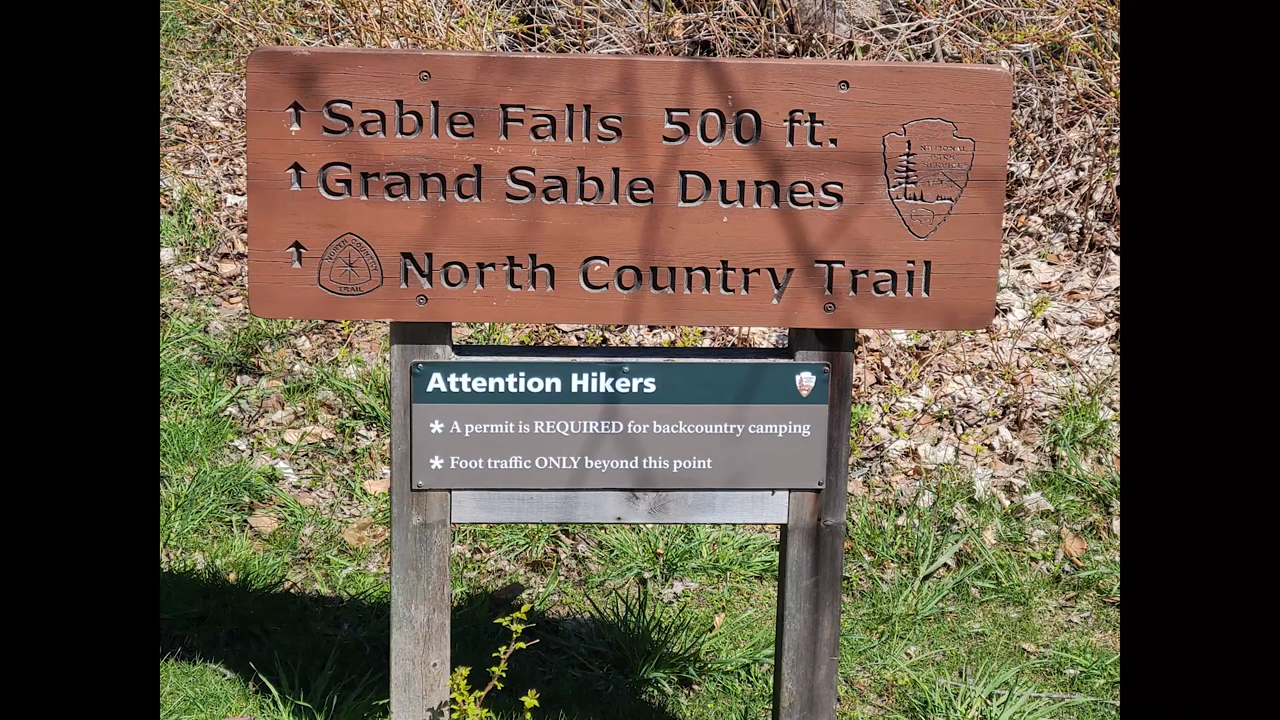 ↑ Sable Falls 500 ft.
↑ Grand Sable Dunes
NATIONAL
PARK
SERVICE
↑ North Country Trail
NORTH COUNTRY
TRAIL
Attention Hikers
* A permit is REQUIRED for backcountry camping
* Foot traffic ONLY beyond this point